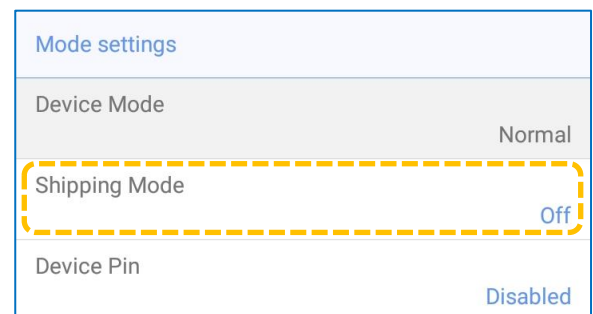 Mode settings
Device Mode
Normal
Shipping Mode
Off
Device Pin
Disabled